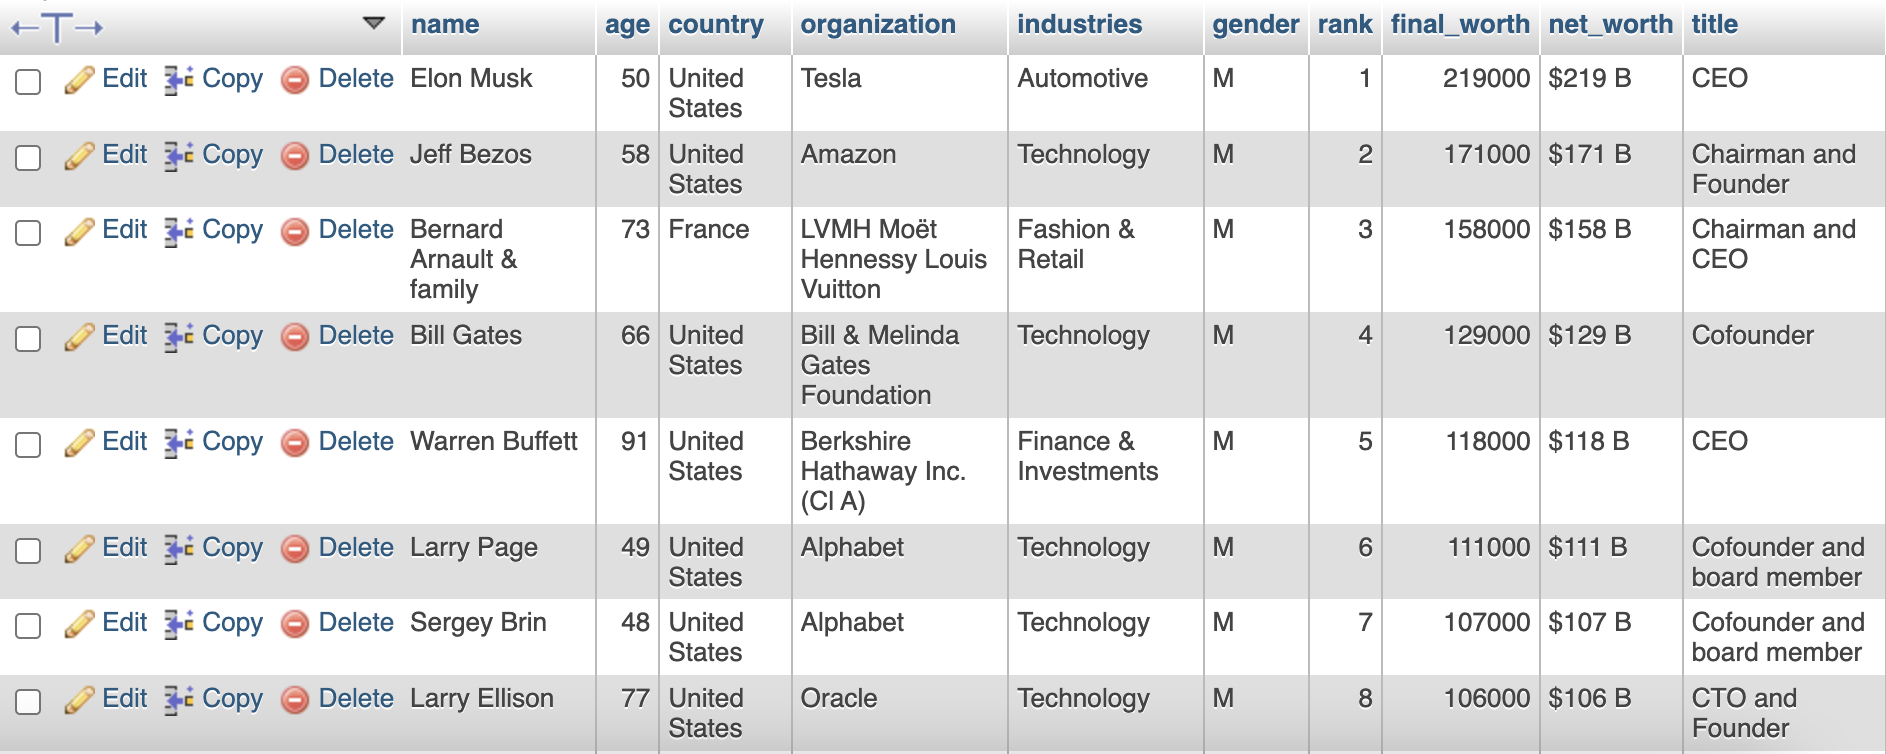 name age country organization industries gender rank final_worth net_worth title
Edit Copy Delete Elon Musk 50 United Tesla Automotive M 1 219000 $219 B CEO
States
Edit Copy Delete Jeff Bezos 58 United Amazon Technology M 2 171000 $171 B Chairman and
States Founder
Edit Copy Delete Bernard 73 France LVMH Moët Fashion & M 3 158000 $158 B Chairman and
Arnault & Hennessy Louis Retail CEO
family Vuitton
Edit Copy Delete Bill Gates 66 United Bill & Melinda Technology M 4 129000 $129 B Cofounder
States Gates
Foundation
Edit Copy Delete Warren Buffett 91 United Berkshire Finance & M 5 118000 $118 B CEO
States Hathaway Inc. Investments
(Cl A)
Edit Copy Delete Larry Page 49 United Alphabet Technology M 6 111000 $111 B Cofounder and
States board member
Edit Copy Delete Sergey Brin 48 United Alphabet Technology M 7 107000 $107 B Cofounder and
States board member
Edit Copy Delete Larry Ellison 77 United Oracle Technology M 8 106000 $106 B CTO and
States Founder